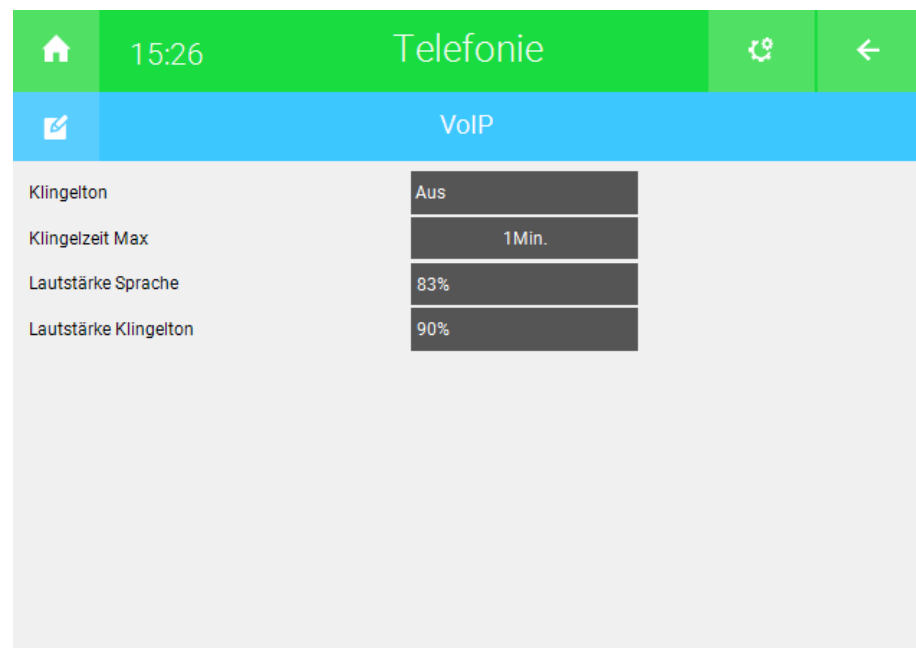 15:26 Telefonie
VoIP
Klingelton Aus
Klingelzeit Max 1Min.
Lautstärke Sprache 83%
Lautstärke Klingelton 90%